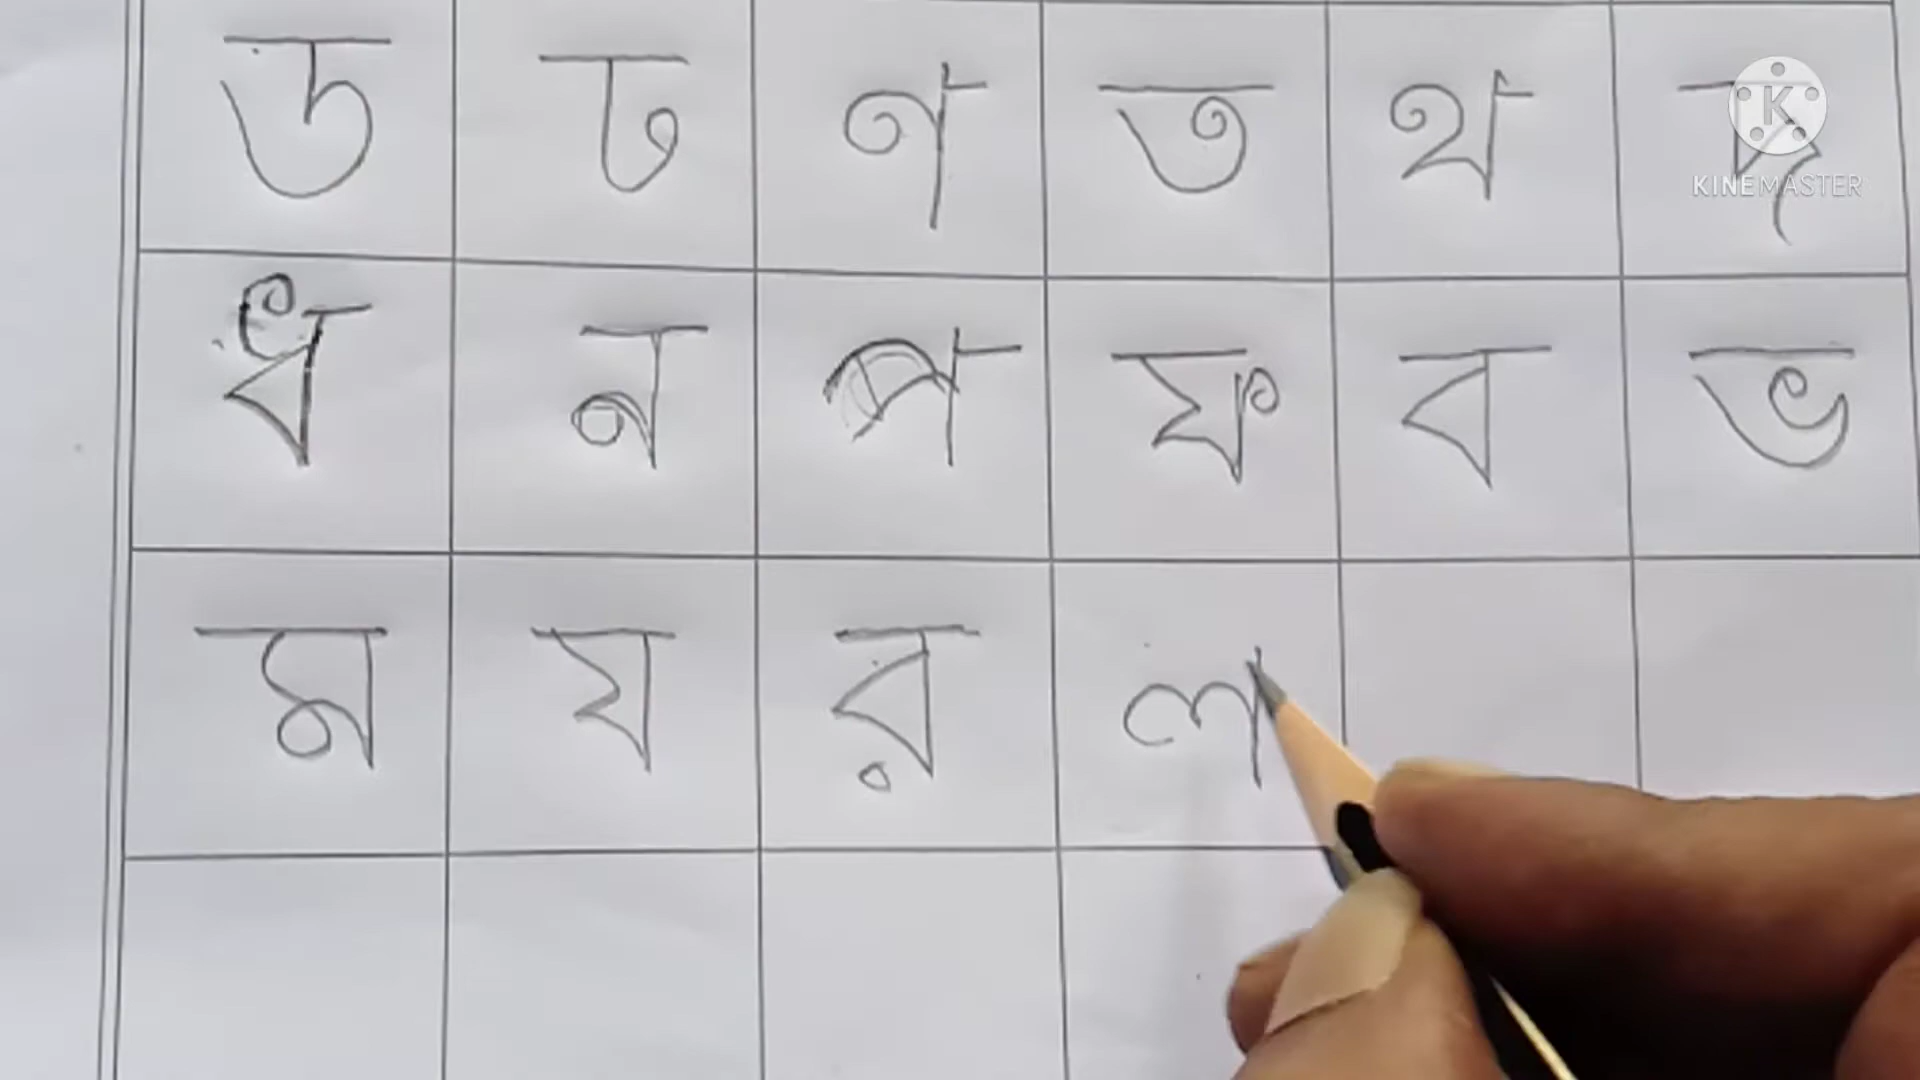 ড ঢ ণ ত থ দ
ধ ন প ফ ব ভ
ম য র ল
KINEMASTER